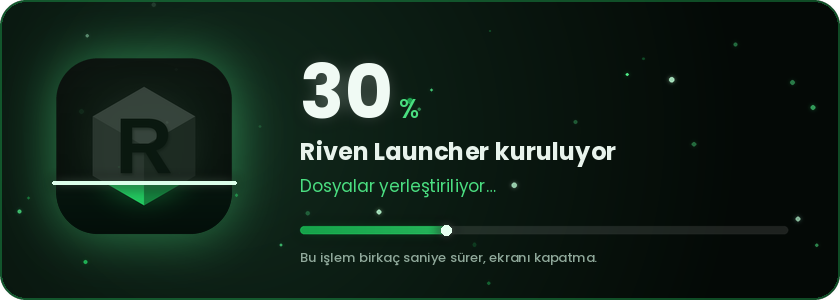 R
30 %
Riven Launcher kuruluyor
Dosyalar yerleştiriliyor...
Bu işlem birkaç saniye sürer, ekranı kapatma.